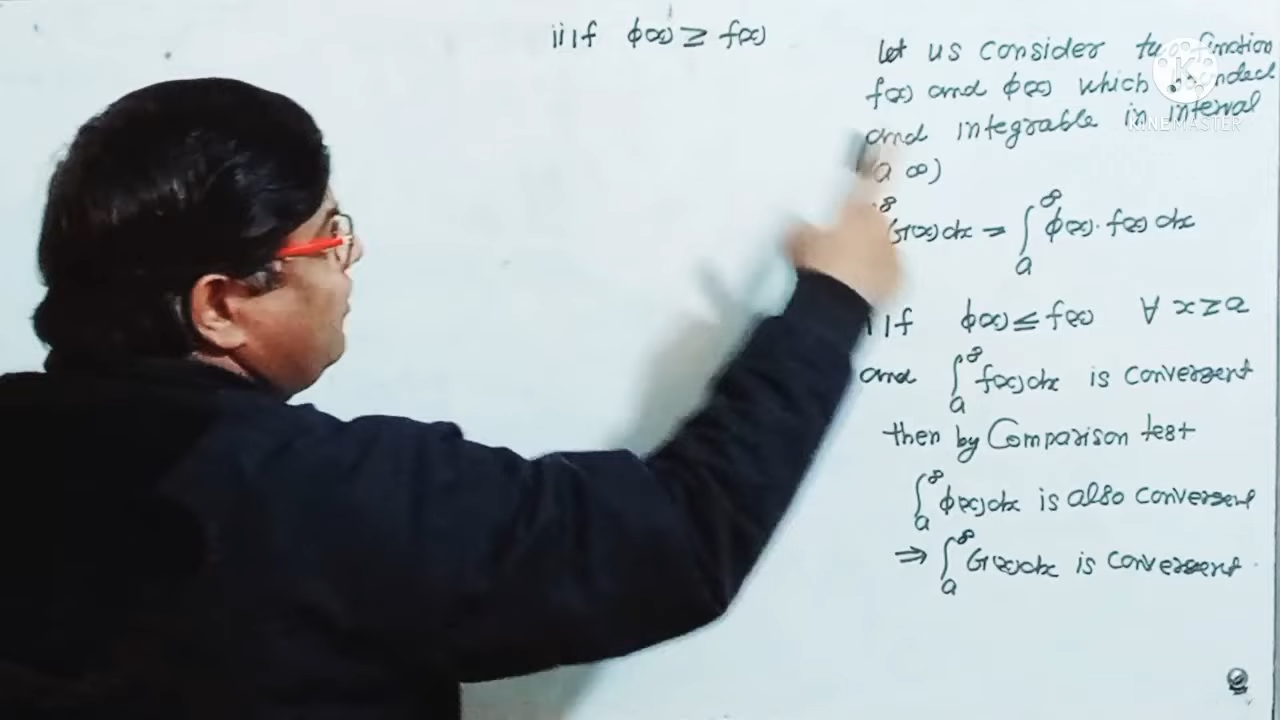 ii) If ϕ(x) ≥ f(x)
Let us consider two function
f(x) and ϕ(x) which
and integrable in interval
(a ∞)
∞ G(x)dx = ∫ₐ^∞ ϕ(x)·f(x)dx
If ϕ(x) ≤ f(x) ∀ x ≥ a
and ∫ₐ^∞ f(x)dx is convergent
then by Comparison test
∫ₐ^∞ ϕ(x)dx is also convergent
⇒ ∫ₐ^∞ G(x)dx is convergent.
KINEMASTER